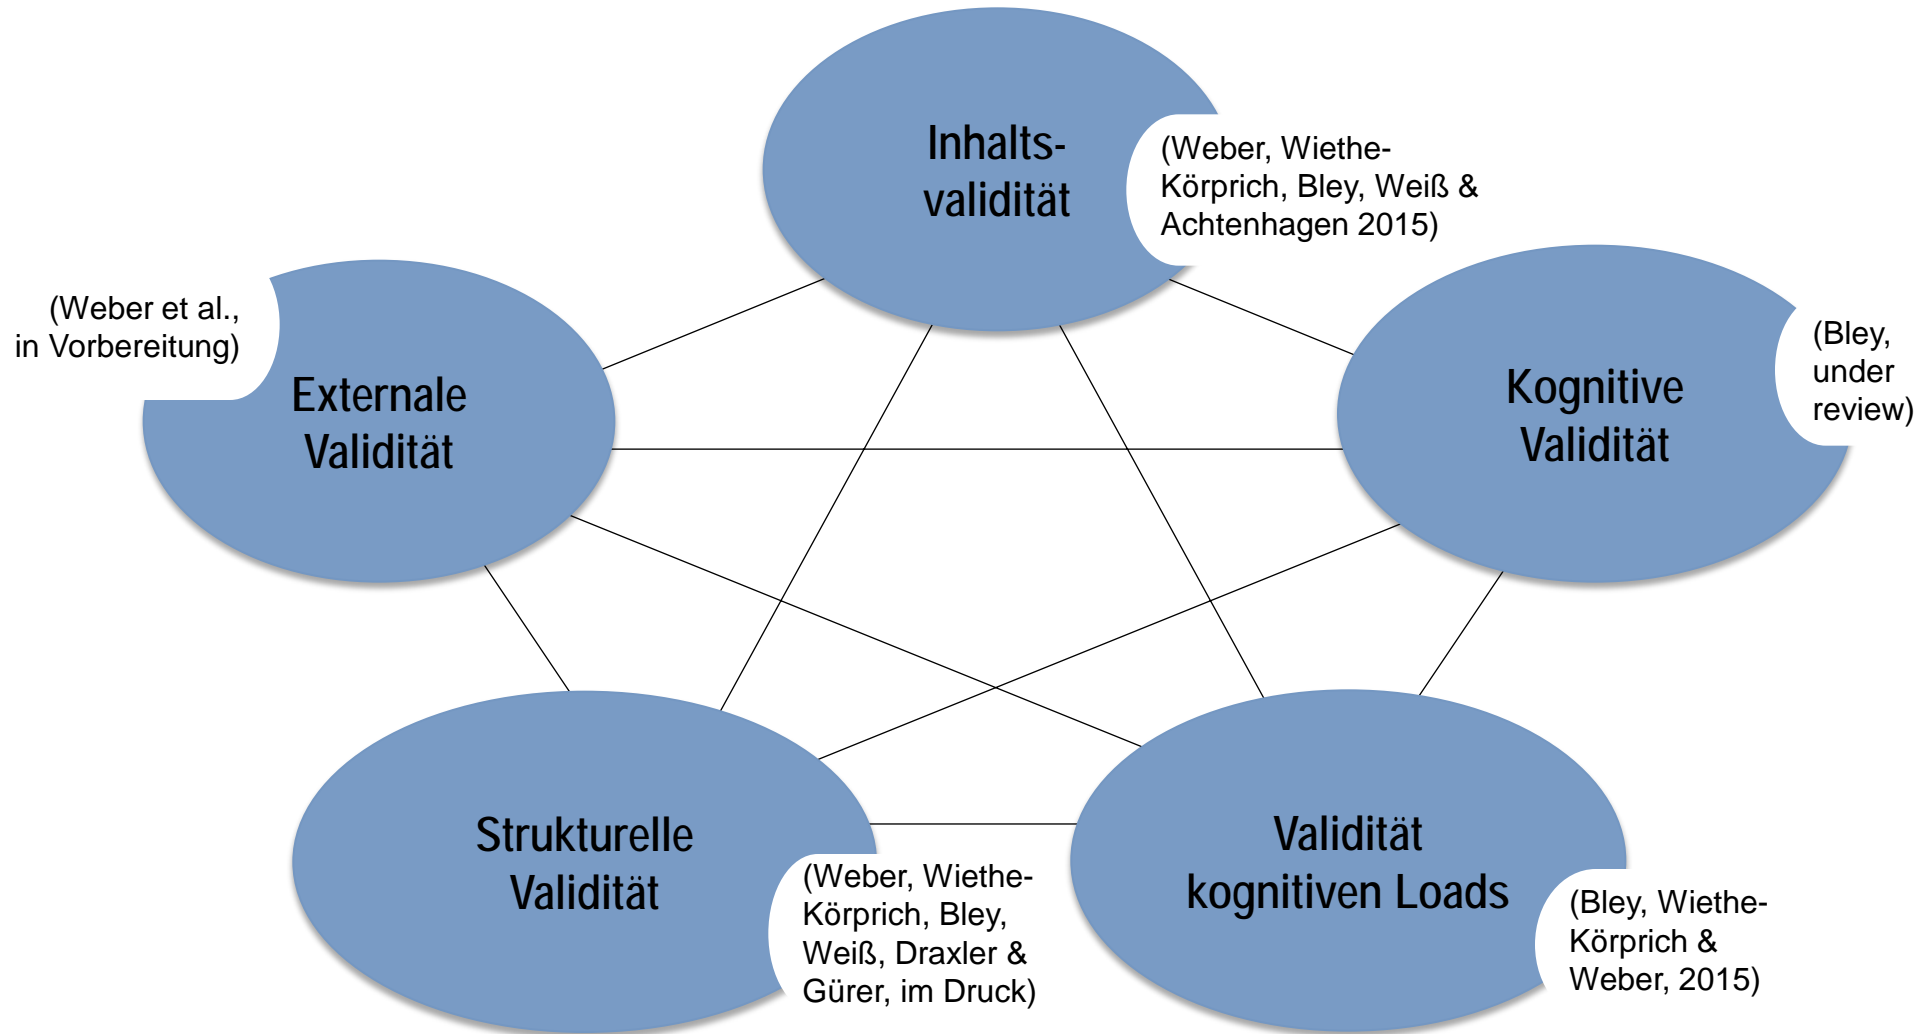 Inhalts-
validität
(Weber, Wiethe-
Körprich, Bley, Weiß &
Achtenhagen 2015)
(Weber et al.,
in Vorbereitung)
Externale
Validität
Kognitive
Validität
(Bley,
under
review)
Strukturelle
Validität
(Weber, Wiethe-
Körprich, Bley,
Weiß, Draxler &
Gürer, im Druck)
Validität
kognitiven Loads
(Bley, Wiethe-
Körprich &
Weber, 2015)